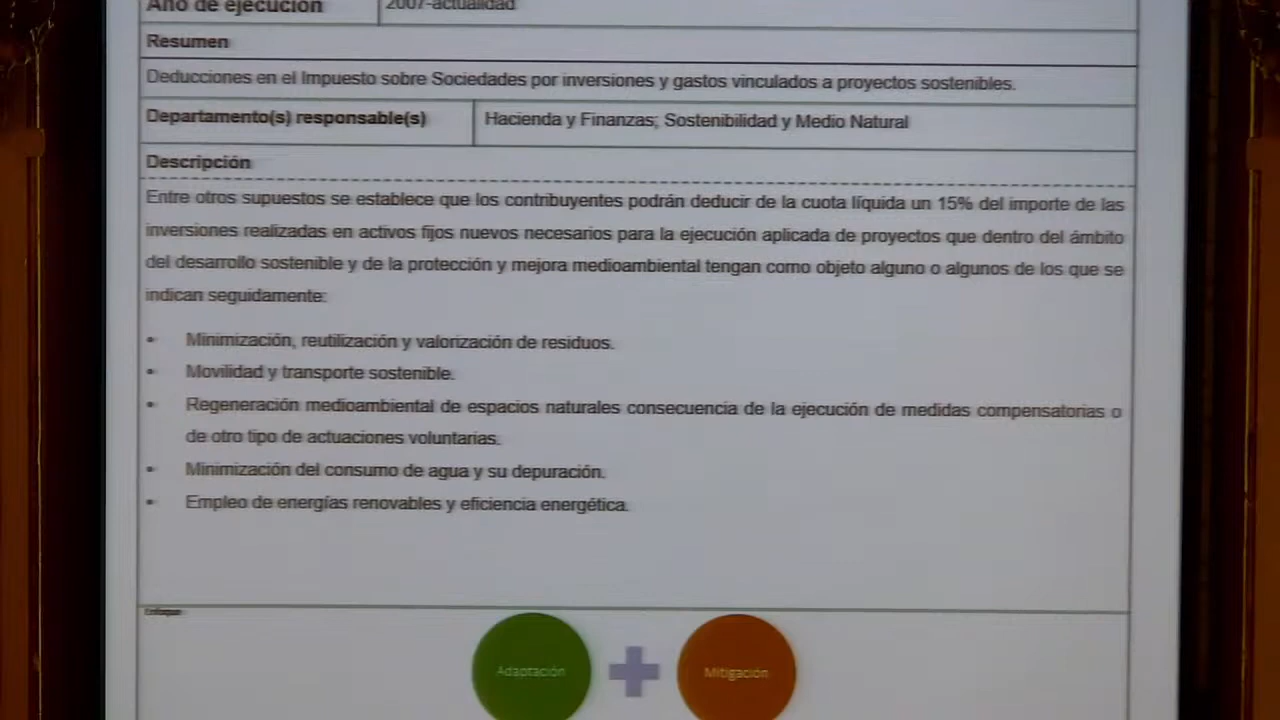 Año de ejecución 2007-actualidad
Resumen
Deducciones en el Impuesto sobre Sociedades por inversiones y gastos vinculados a proyectos sostenibles.
Departamento(s) responsable(s) Hacienda y Finanzas; Sostenibilidad y Medio Natural
Descripción
Entre otros supuestos se establece que los contribuyentes podrán deducir de la cuota líquida un 15% del importe de las
inversiones realizadas en activos fijos nuevos necesarios para la ejecución aplicada de proyectos que dentro del ámbito
del desarrollo sostenible y de la protección y mejora medioambiental tengan como objeto alguno o algunos de los que se
indican seguidamente:
• Minimización, reutilización y valorización de residuos.
• Movilidad y transporte sostenible.
• Regeneración medioambiental de espacios naturales consecuencia de la ejecución de medidas compensatorias o
de otro tipo de actuaciones voluntarias.
• Minimización del consumo de agua y su depuración.
• Empleo de energías renovables y eficiencia energética.
Enfoque
Adaptación + Mitigación